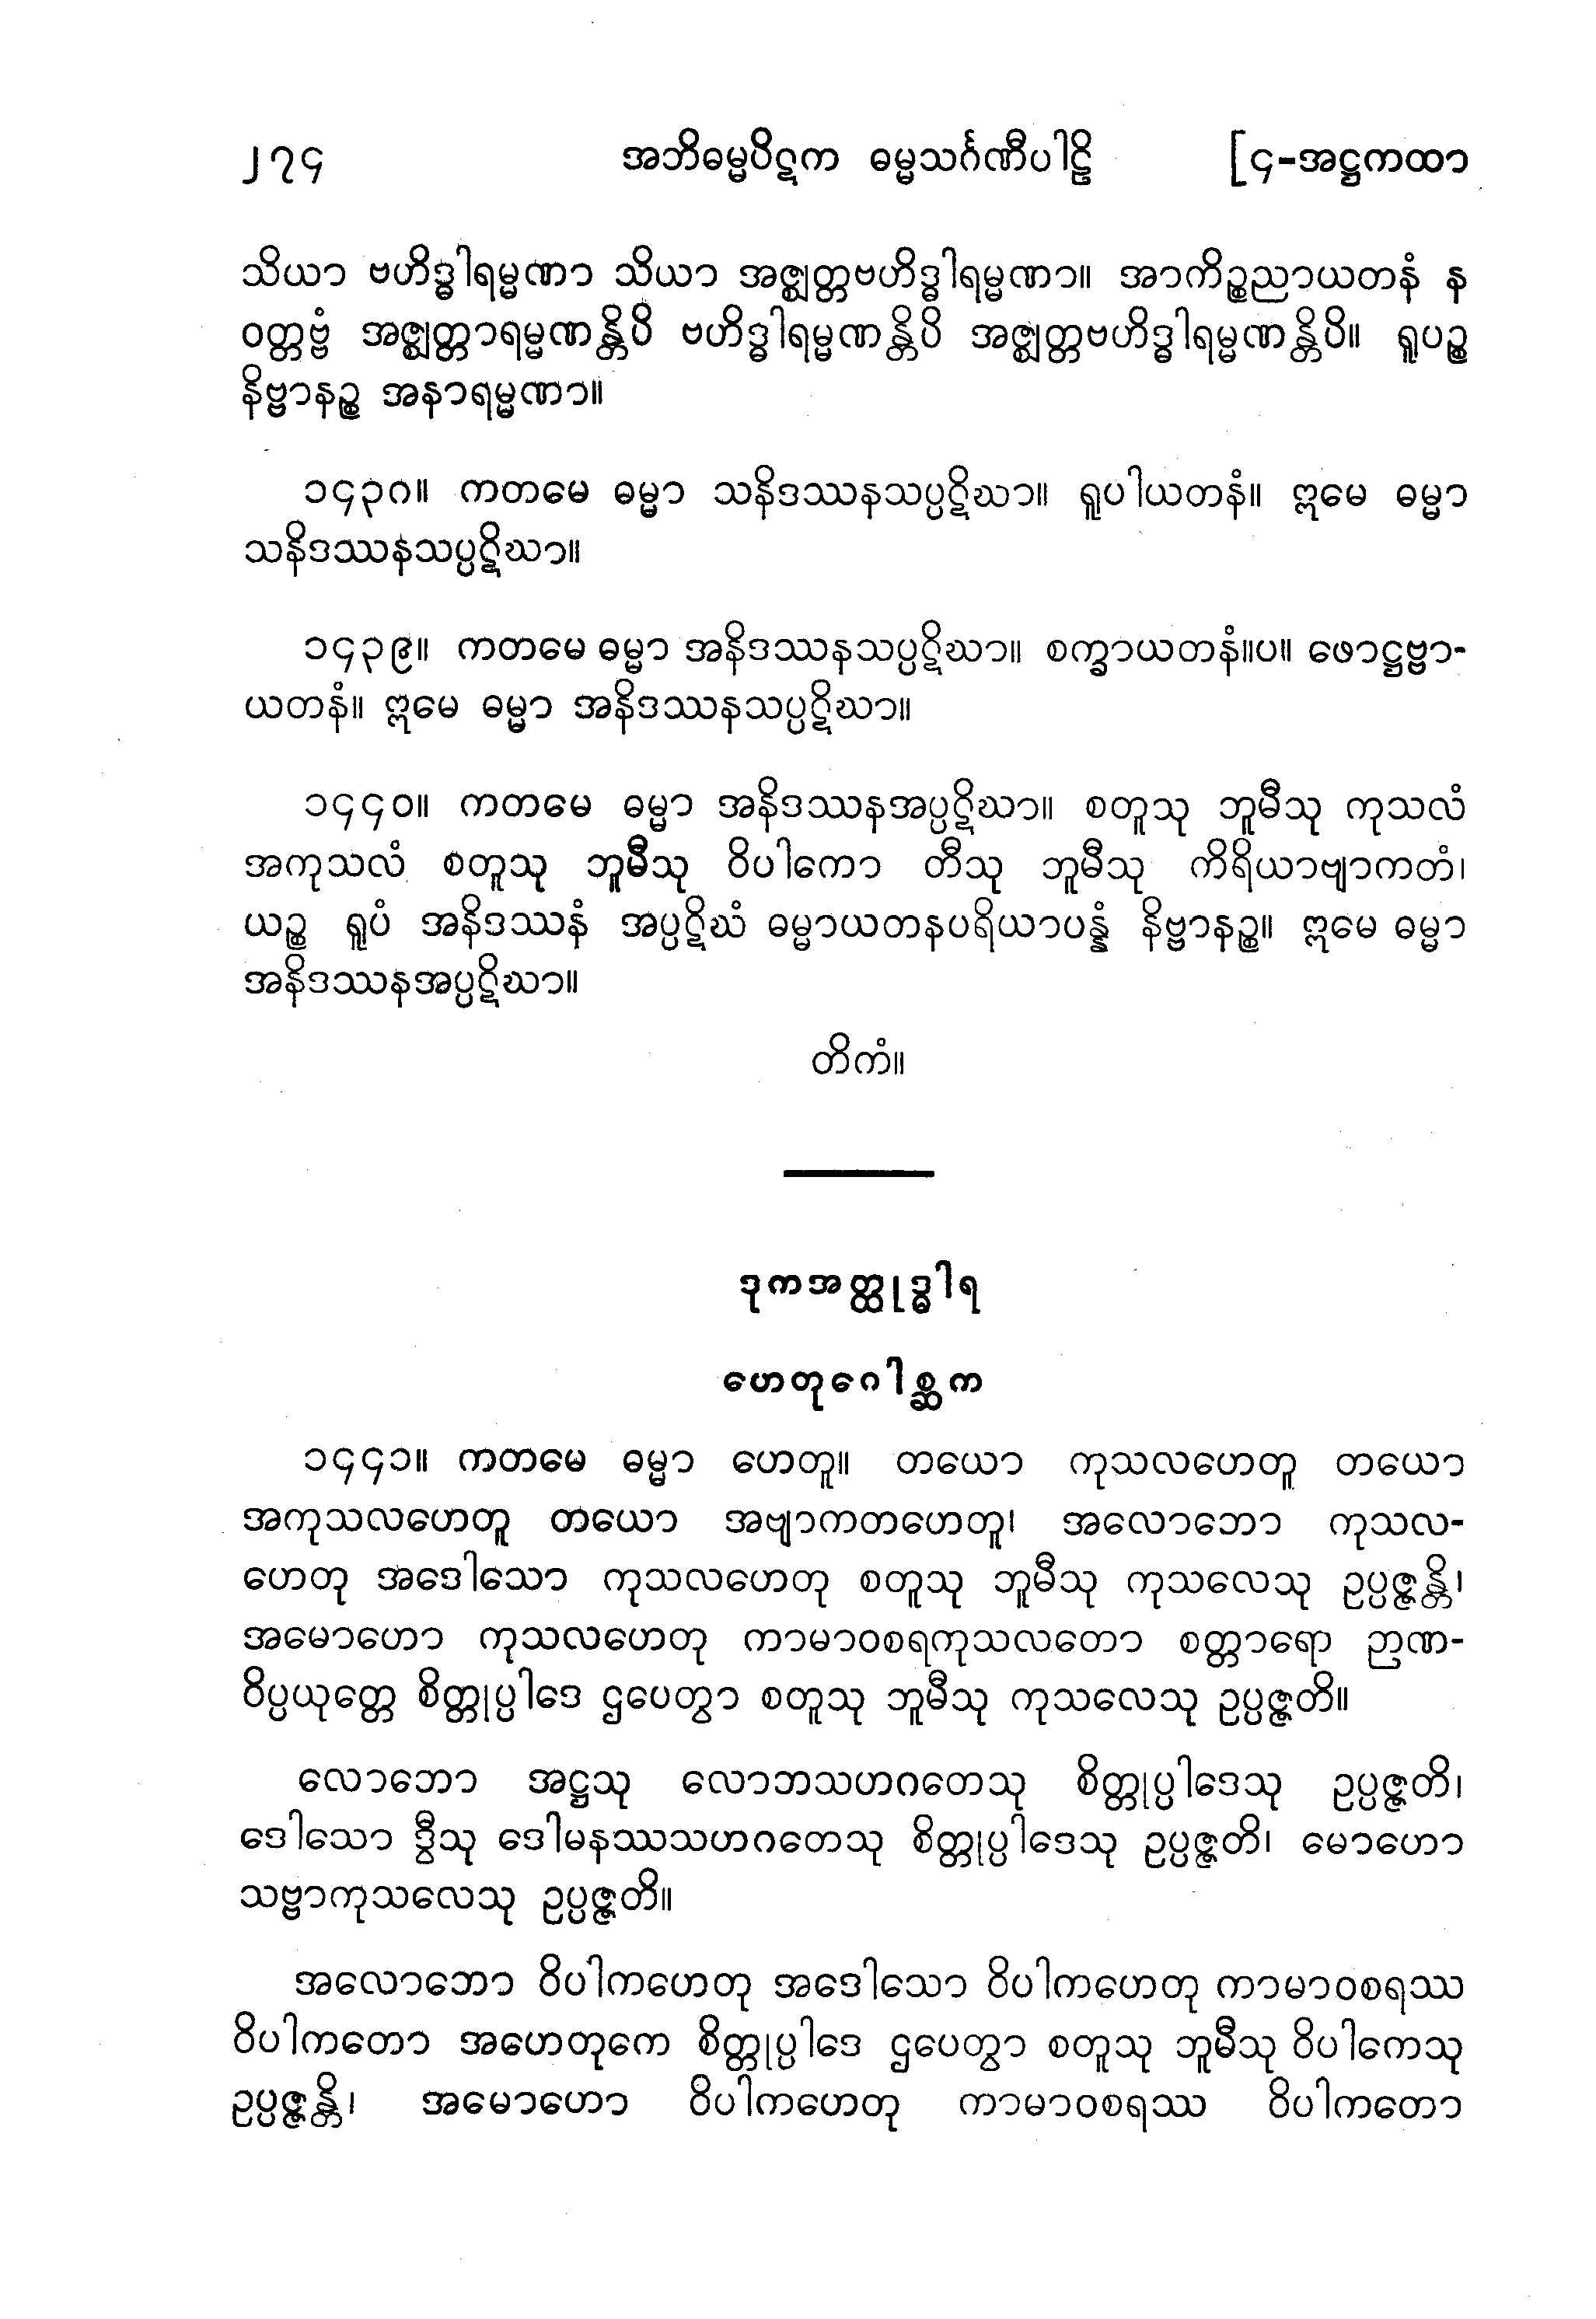 ၂၇၄ အဘိဓမ္မပိဋက ဓမ္မသင်္ဂဏီပါဠိ [၄-အဋ္ဌကထာ
သိယာ ဗဟိဒ္ဓါရမ္မဏာ သိယာ အဇ္ဈတ္တဗဟိဒ္ဓါရမ္မဏာ။ အာကိဉ္စညာယတနံ န
ဝတ္တဗ္ဗံ အဇ္ဈတ္တာရမ္မဏန္တိပိ ဗဟိဒ္ဓါရမ္မဏန္တိပိ အဇ္ဈတ္တဗဟိဒ္ဓါရမ္မဏန္တိပိ။ ရူပဉ္စ
နိဗ္ဗာနဉ္စ အနာရမ္မဏာ။
၁၄၃၈။ ကတမေ ဓမ္မာ သနိဒဿနသပ္ပဋိဃာ။ ရူပါယတနံ။ ဣမေ ဓမ္မာ
သနိဒဿနသပ္ပဋိဃာ။
၁၄၃၉။ ကတမေ ဓမ္မာ အနိဒဿနသပ္ပဋိဃာ။ စက္ခာယတနံ။ပ။ ဖောဋ္ဌဗ္ဗာ-
ယတနံ။ ဣမေ ဓမ္မာ အနိဒဿနသပ္ပဋိဃာ။
၁၄၄၀။ ကတမေ ဓမ္မာ အနိဒဿနအပ္ပဋိဃာ။ စတူသု ဘူမီသု ကုသလံ
အကုသလံ စတူသု ဘူမီသု ဝိပါကော တီသု ဘူမီသု ကိရိယာဗျာကတံ၊
ယဉ္စ ရူပံ အနိဒဿနံ အပ္ပဋိဃံ ဓမ္မာယတနပရိယာပန္နံ နိဗ္ဗာနဉ္စ။ ဣမေ ဓမ္မာ
အနိဒဿနအပ္ပဋိဃာ။
တိကံ။
ဒုကအတ္ထုဒ္ဓါရ
ဟေတုဂေါစ္ဆက
၁၄၄၁။ ကတမေ ဓမ္မာ ဟေတူ။ တယော ကုသလဟေတူ တယော
အကုသလဟေတူ တယော အဗျာကတဟေတူ၊ အလောဘော ကုသလ-
ဟေတု အဒေါသော ကုသလဟေတု စတူသု ဘူမီသု ကုသလေသု ဥပ္ပဇ္ဇန္တိ၊
အမောဟော ကုသလဟေတု ကာမာဝစရကုသလတော စတ္တာရော ဉာဏ-
ဝိပ္ပယုတ္တေ စိတ္တုပ္ပါဒေ ဌပေတွာ စတူသု ဘူမီသု ကုသလေသု ဥပ္ပဇ္ဇတိ။
လောဘော အဋ္ဌသု လောဘသဟဂတေသု စိတ္တုပ္ပါဒေသု ဥပ္ပဇ္ဇတိ၊
ဒေါသော ဒွီသု ဒေါမနဿသဟဂတေသု စိတ္တုပ္ပါဒေသု ဥပ္ပဇ္ဇတိ၊ မောဟော
သဗ္ဗာကုသလေသု ဥပ္ပဇ္ဇတိ။
အလောဘော ဝိပါကဟေတု အဒေါသော ဝိပါကဟေတု ကာမာဝစရဿ
ဝိပါကတော အဟေတုကေ စိတ္တုပ္ပါဒေ ဌပေတွာ စတူသု ဘူမီသု ဝိပါကေသု
ဥပ္ပဇ္ဇန္တိ၊ အမောဟော ဝိပါကဟေတု ကာမာဝစရဿ ဝိပါကတော